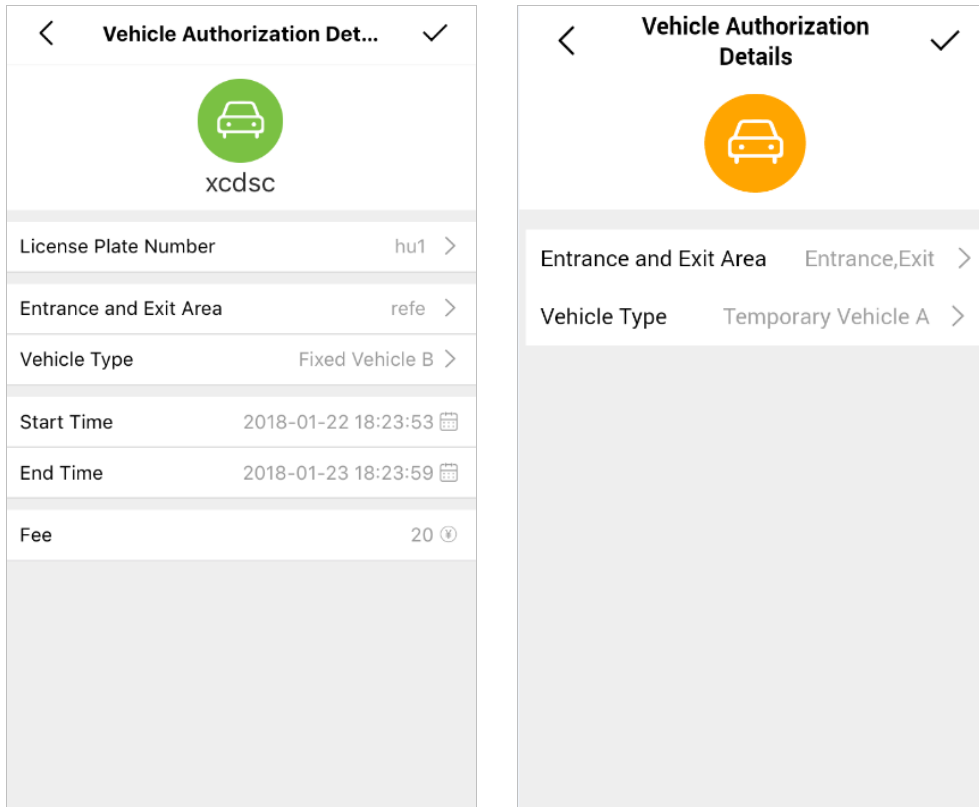 Vehicle Authorization Det...
xcdsc
License Plate Number hu1
Entrance and Exit Area refe
Vehicle Type Fixed Vehicle B
Start Time 2018-01-22 18:23:53
End Time 2018-01-23 18:23:59
Fee 20 ¥
Vehicle Authorization
Details
Entrance and Exit Area Entrance,Exit
Vehicle Type Temporary Vehicle A